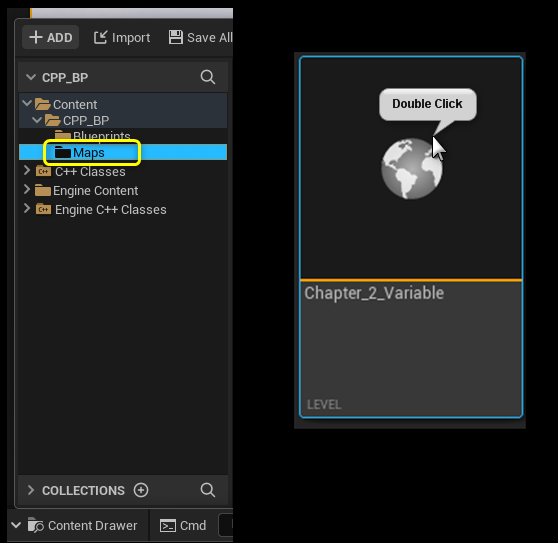 ADD
Import
Save All
CPP_BP
Content
CPP_BP
Blueprints
Maps
C++ Classes
Engine Content
Engine C++ Classes
COLLECTIONS
Content Drawer
Cmd
Double Click
Chapter_2_Variable
LEVEL